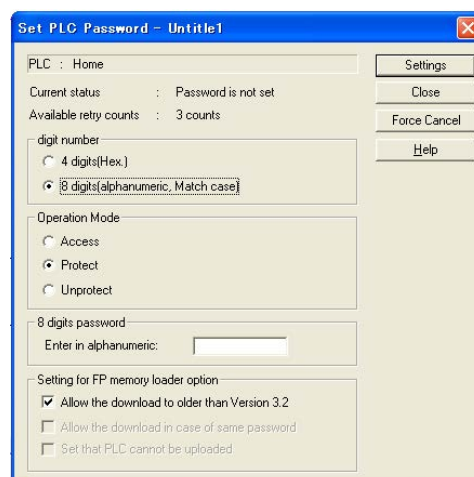 Set PLC Password - Untitle1
PLC : Home
Settings
Current status : Password is not set
Close
Available retry counts : 3 counts
Force Cancel
digit number
Help
4 digits(Hex.)
8 digits(alphanumeric, Match case)
Operation Mode
Access
Protect
Unprotect
8 digits password
Enter in alphanumeric:
Setting for FP memory loader option
Allow the download to older than Version 3.2
Allow the download in case of same password
Set that PLC cannot be uploaded.